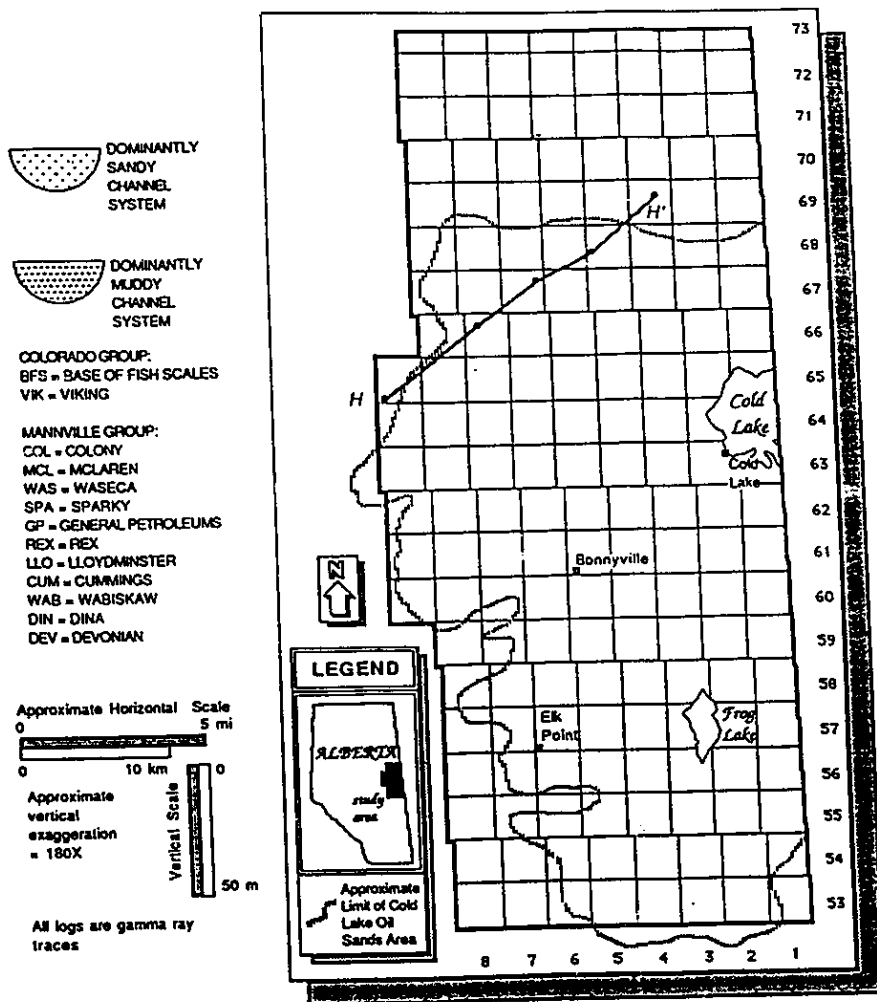 DOMINANTLY
SANDY
CHANNEL
SYSTEM
DOMINANTLY
MUDDY
CHANNEL
SYSTEM
COLORADO GROUP:
BFS = BASE OF FISH SCALES
VIK = VIKING
MANNVILLE GROUP:
COL = COLONY
MCL = MCLAREN
WAS = WASECA
SPA = SPARKY
GP = GENERAL PETROLEUMS
REX = REX
LLO = LLOYDMINSTER
CUM = CUMMINGS
WAB = WABISKAW
DIN = DINA
DEV = DEVONIAN
Approximate Horizontal Scale
0 5 mi
0 10 km
Approximate
vertical
exaggeration
= 180X
Vertical Scale
0
50 m
All logs are gamma ray
traces
N
LEGEND
ALBERTA
study
area
Approximate
Limit of Cold
Lake Oil
Sands Area
H
H'
Cold
Lake
Cold
Lake
Bonnyville
Elk
Point
Frog
Lake
73
72
71
70
69
68
67
66
65
64
63
62
61
60
59
58
57
56
55
54
53
8 7 6 5 4 3 2 1